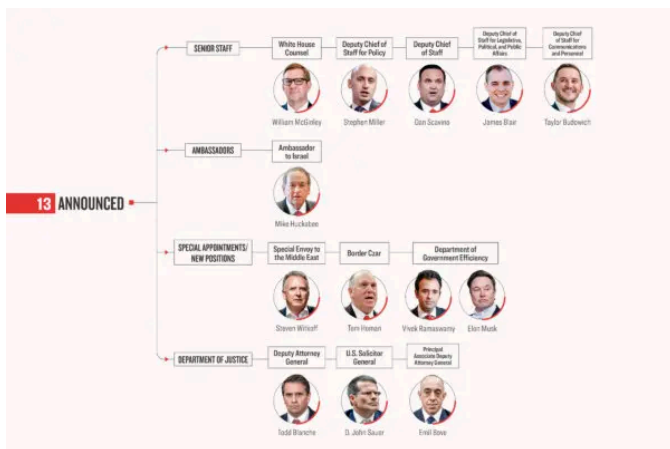 SENIOR STAFF
White House
Counsel
William McGinley
Deputy Chief of
Staff for Policy
Stephen Miller
Deputy Chief
of Staff
Dan Scavino
Deputy Chief of
Staff for Legislative,
Political, and Public
Affairs
James Blair
Deputy Chief
of Staff for
Communications
and Personnel
Taylor Budowich
AMBASSADORS
Ambassador
to Israel
Mike Huckabee
13 ANNOUNCED
SPECIAL APPOINTMENTS/
NEW POSITIONS
Special Envoy to
the Middle East
Steven Witkoff
Border Czar
Tom Homan
Department of
Government Efficiency
Vivek Ramaswamy
Elon Musk
DEPARTMENT OF JUSTICE
Deputy Attorney
General
Todd Blanche
U.S. Solicitor
General
D. John Sauer
Principal
Associate Deputy
Attorney General
Emil Bove